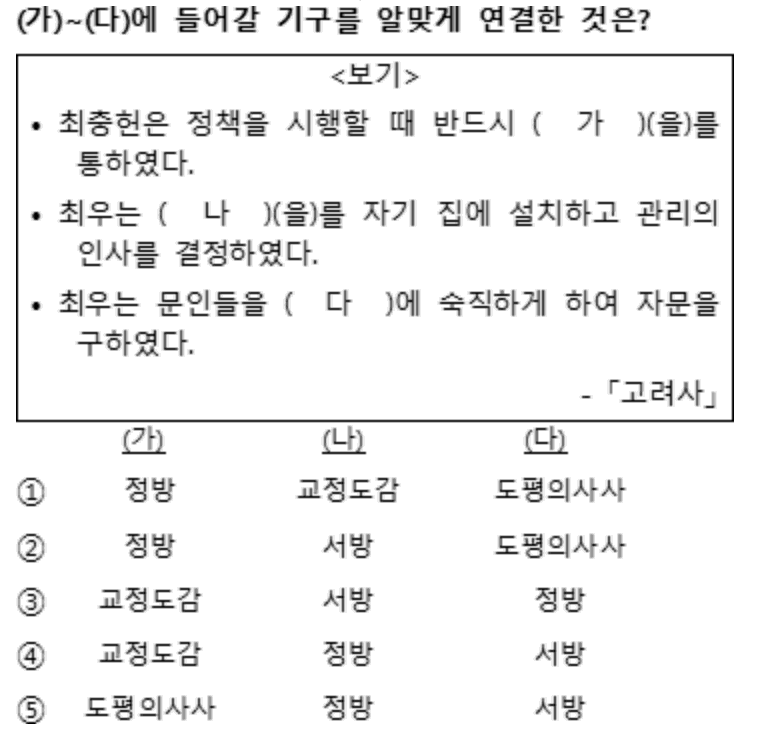 (가)~(다)에 들어갈 기구를 알맞게 연결한 것은?
<보기>
• 최충헌은 정책을 시행할 때 반드시 ( 가 )(을)를
통하였다.
• 최우는 ( 나 )(을)를 자기 집에 설치하고 관리의
인사를 결정하였다.
• 최우는 문인들을 ( 다 )에 숙직하게 하여 자문을
구하였다.
-「고려사」
(가) (나) (다)
① 정방 교정도감 도평의사사
② 정방 서방 도평의사사
③ 교정도감 서방 정방
④ 교정도감 정방 서방
⑤ 도평의사사 정방 서방